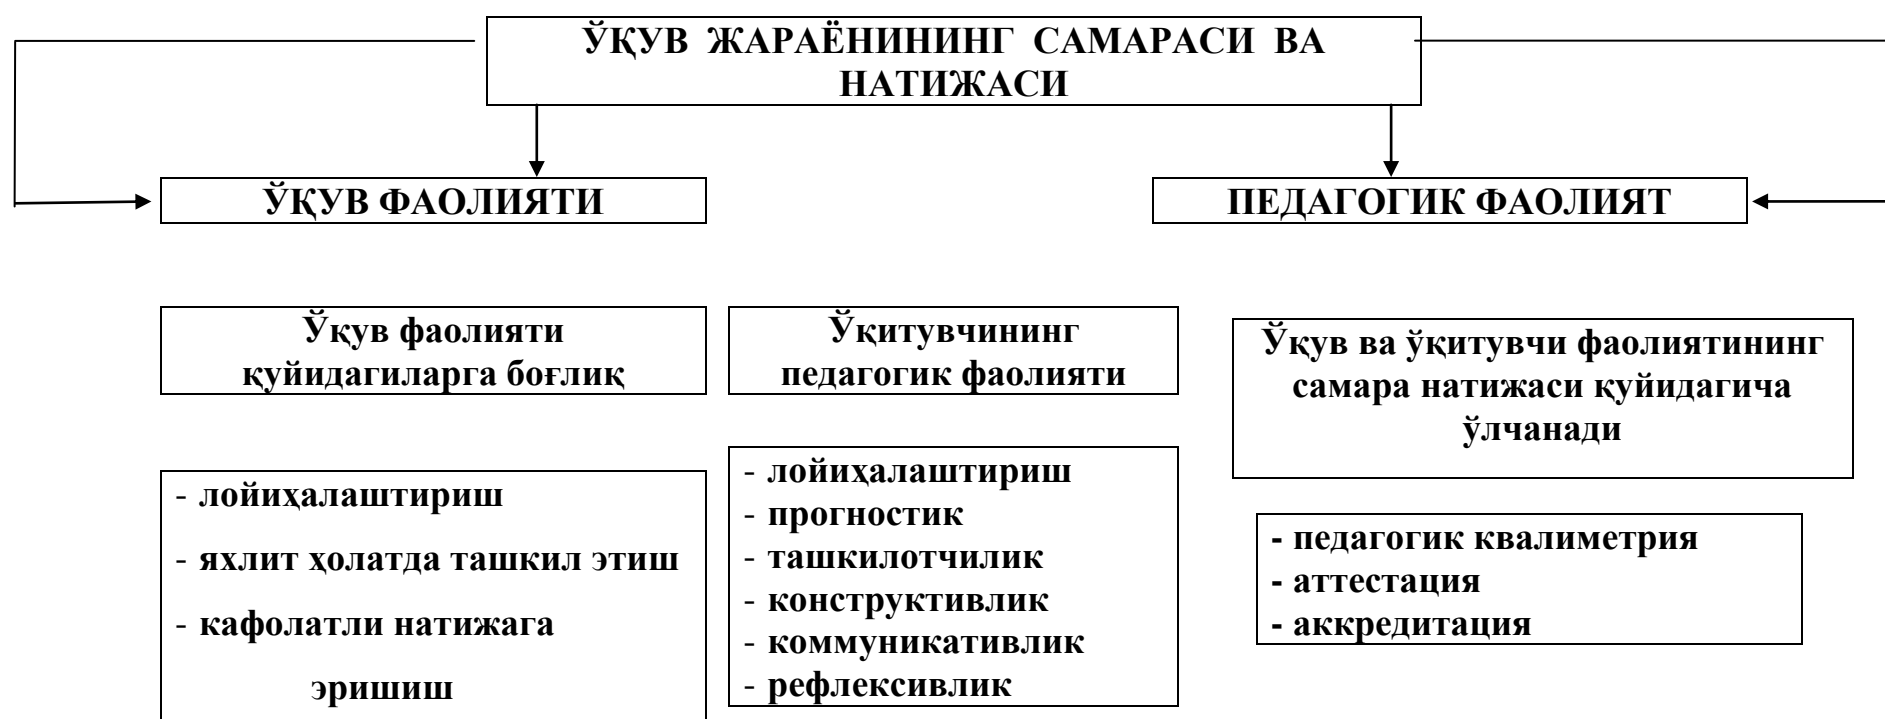 ЎҚУВ ЖАРАЁНИНИНГ САМАРАСИ ВА
НАТИЖАСИ
ЎҚУВ ФАОЛИЯТИ
ПЕДАГОГИК ФАОЛИЯТ
Ўқув фаолияти
қуйидагиларга боғлиқ
Ўқитувчининг
педагогик фаолияти
Ўқув ва ўқитувчи фаолиятининг
самара натижаси қуйидагича
ўлчанади
- лойиҳалаштириш
- яхлит ҳолатда ташкил этиш
- кафолатли натижага
эришиш
- лойиҳалаштириш
- прогностик
- ташкилотчилик
- конструктивлик
- коммуникативлик
- рефлексивлик
- педагогик квалиметрия
- аттестация
- аккредитация